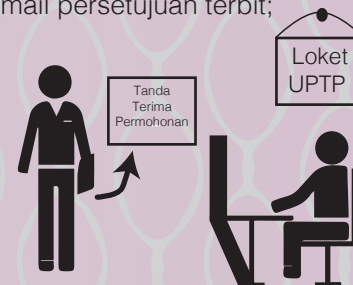 mail persetujuan terbit;
Loket
UPTP
Tanda
Terima
Permohonan